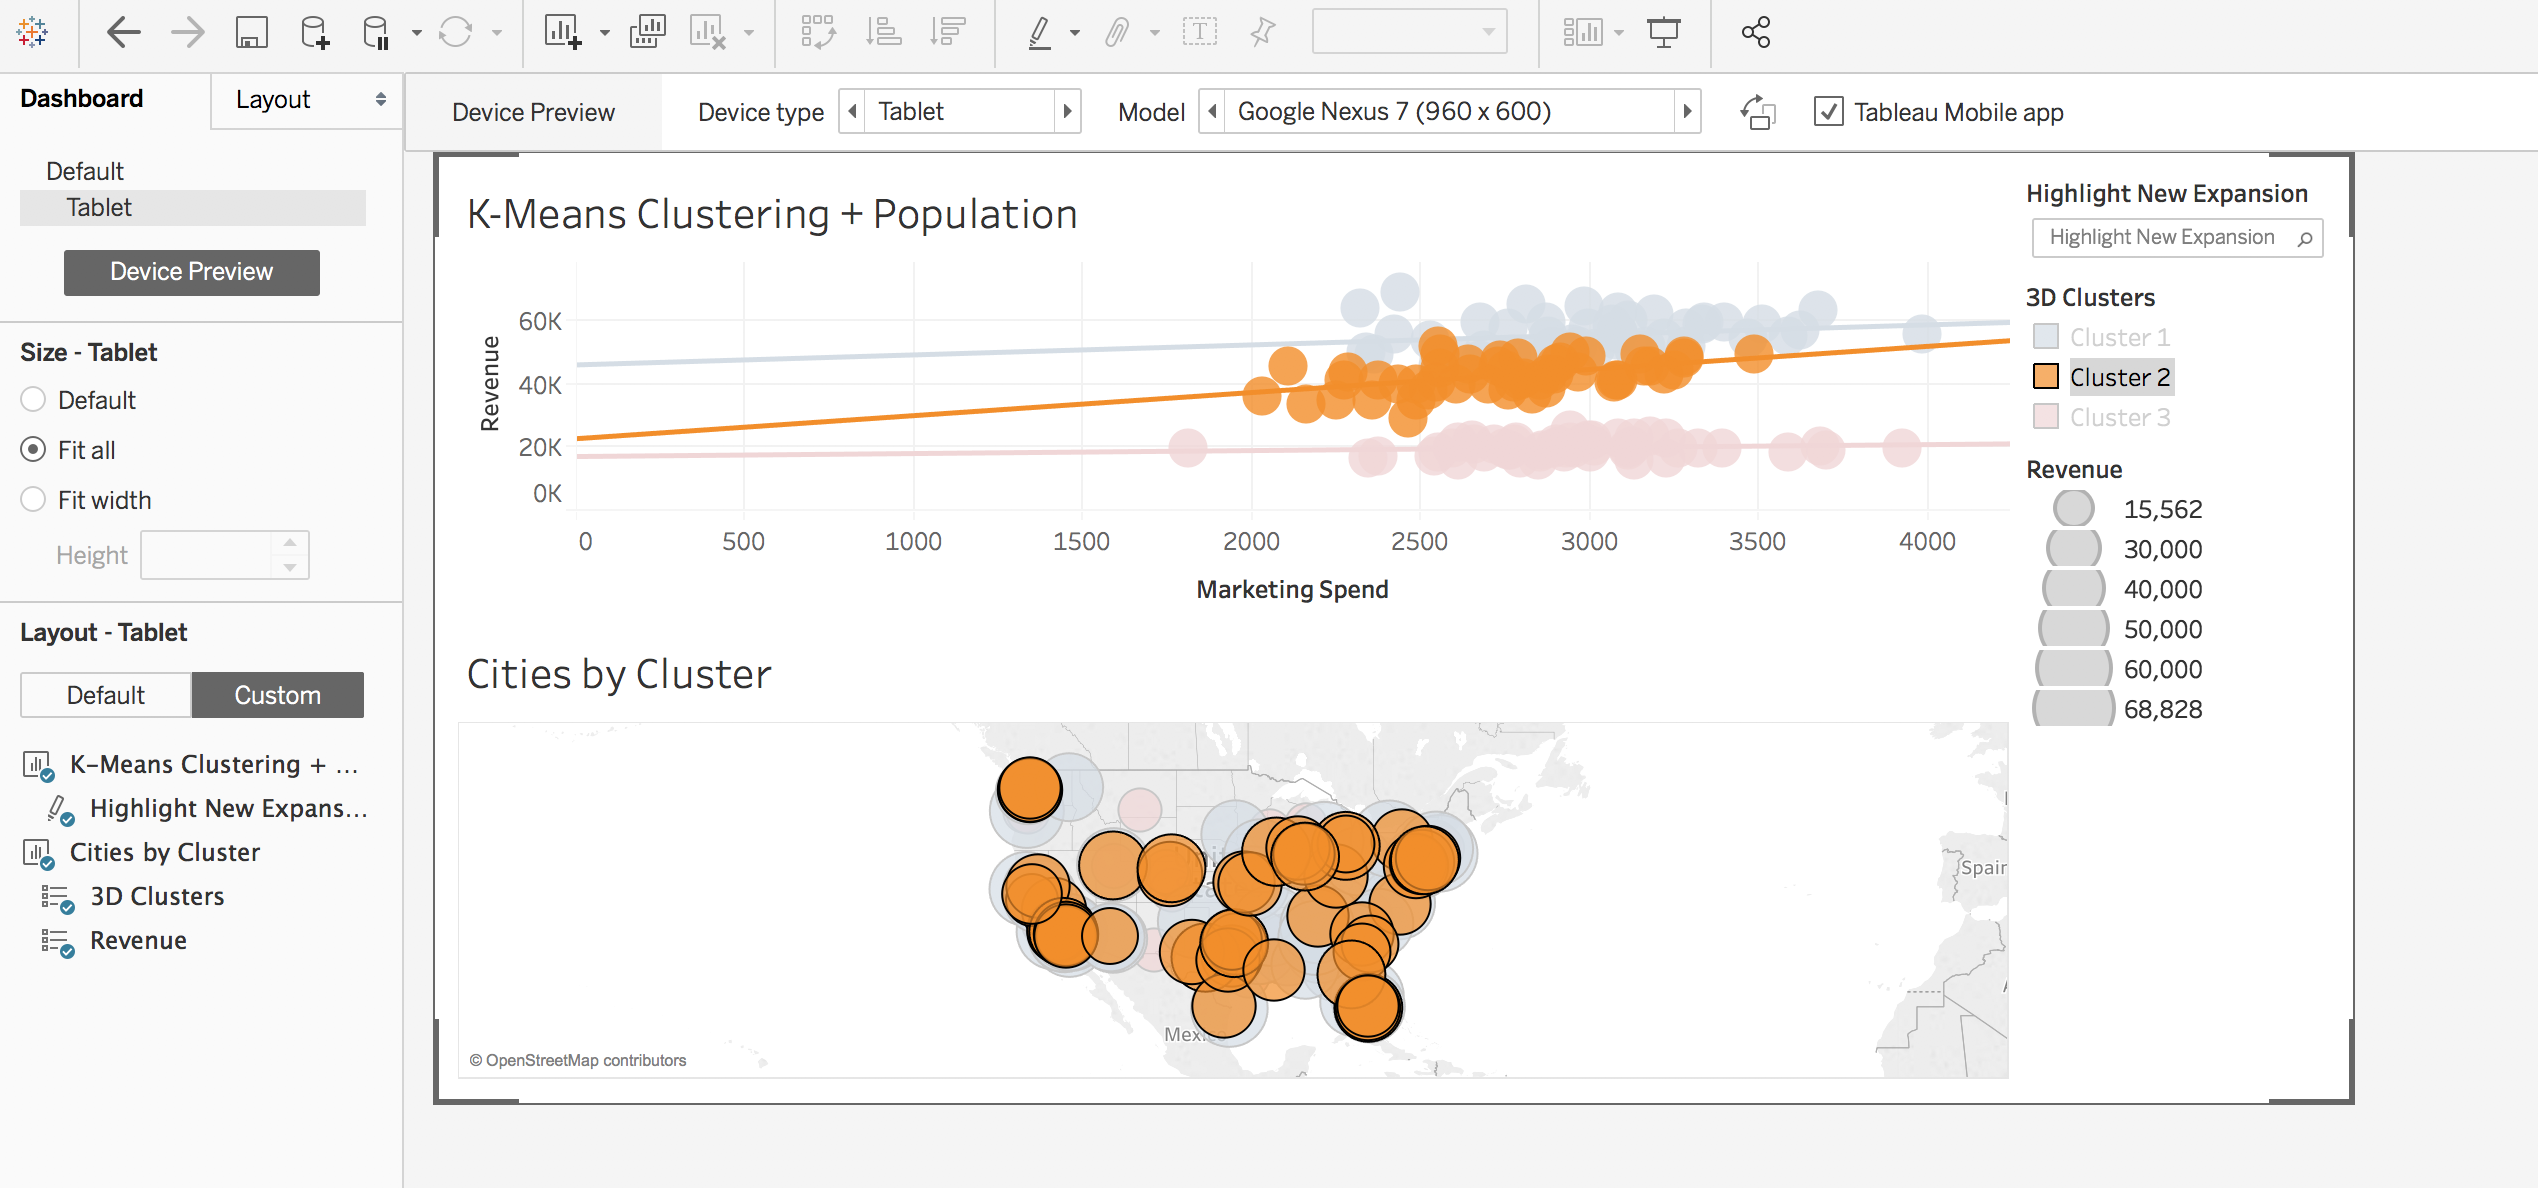 Dashboard
Layout
Default
Tablet
Device Preview
Size - Tablet
Default
Fit all
Fit width
Height
Layout - Tablet
Default
Custom
K-Means Clustering + ...
Highlight New Expans...
Cities by Cluster
3D Clusters
Revenue
Device Preview
Device type
Tablet
Model
Google Nexus 7 (960 x 600)
Tableau Mobile app
K-Means Clustering + Population
Revenue
60K
40K
20K
0K
0 500 1000 1500 2000 2500 3000 3500 4000
Marketing Spend
Cities by Cluster
Spain
© OpenStreetMap contributors
Highlight New Expansion
Highlight New Expansion
3D Clusters
Cluster 1
Cluster 2
Cluster 3
Revenue
15,562
30,000
40,000
50,000
60,000
68,828